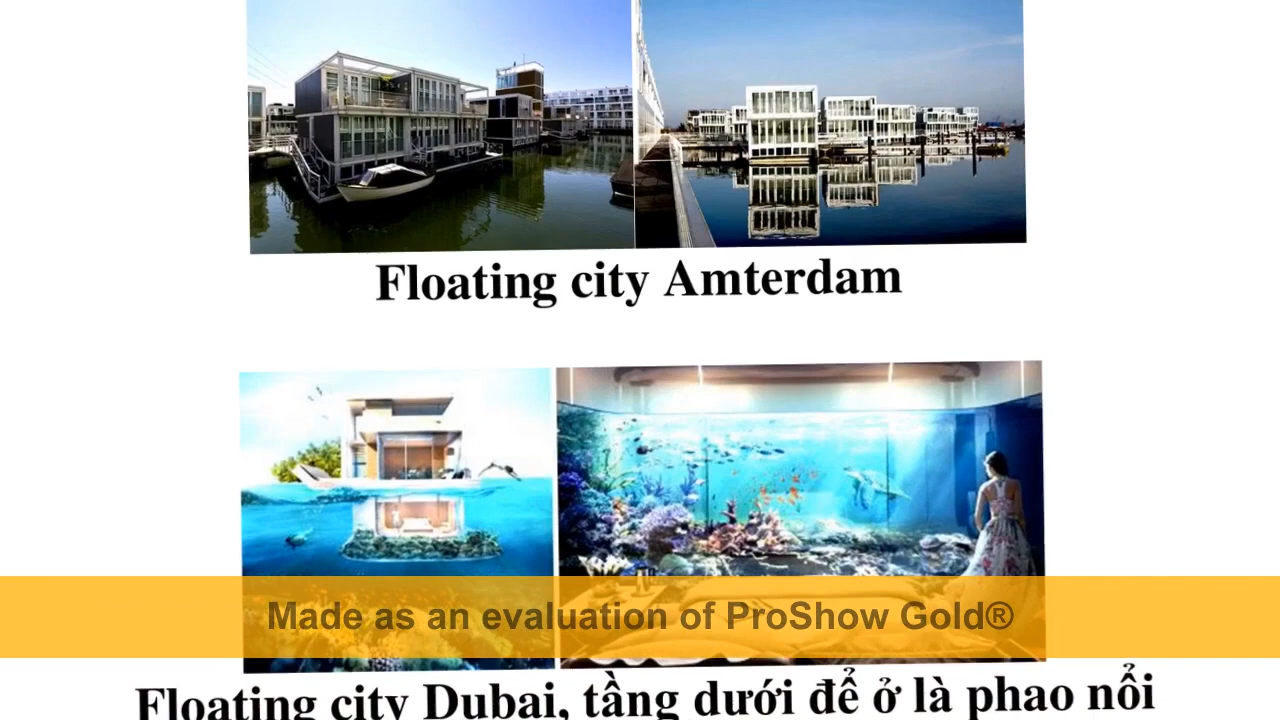 Floating city Amterdam
Made as an evaluation of ProShow Gold®
Floating city Dubai, tầng dưới để ở là phao nổi